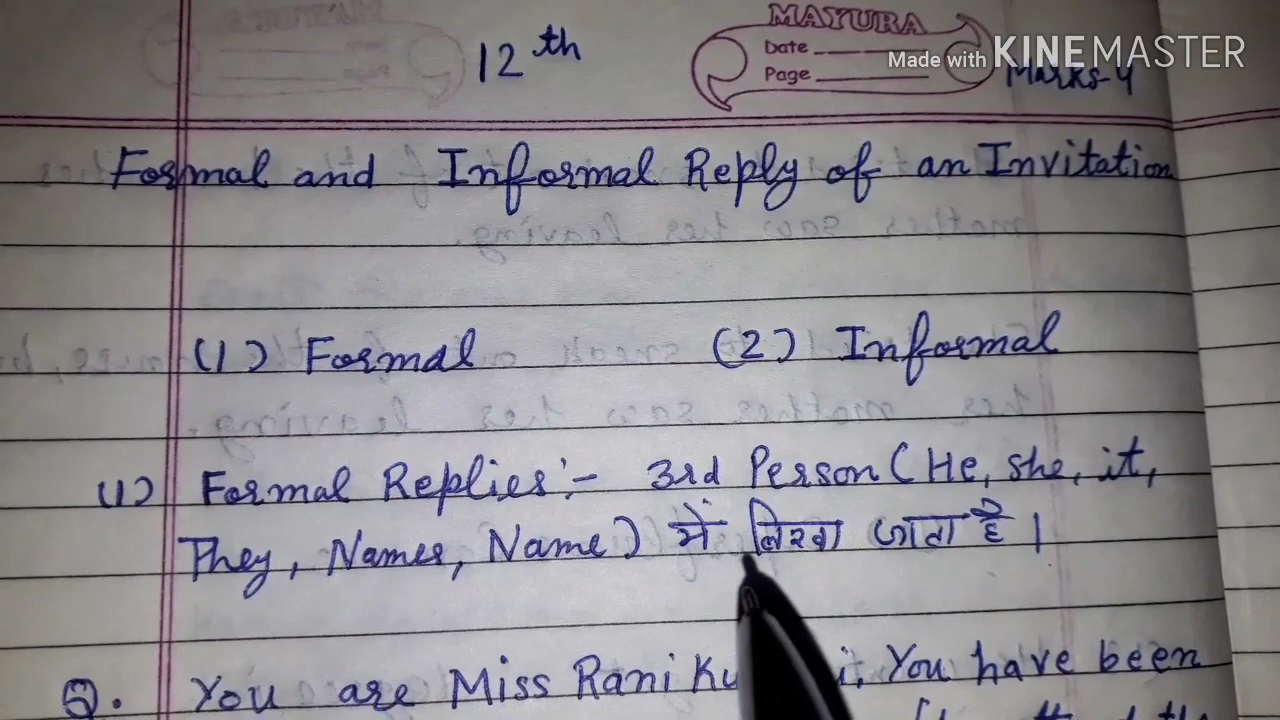 MAYURA
12th
Date
Page
Made with KINEMASTER
Marks-4
Formal and Informal Reply of an Invitation
(1) Formal (2) Informal
(1) Formal Replies:- 3rd Person (He, she, it,
They, Names, Name) में लिखा जाता है।
Q. You are Miss Rani You have been